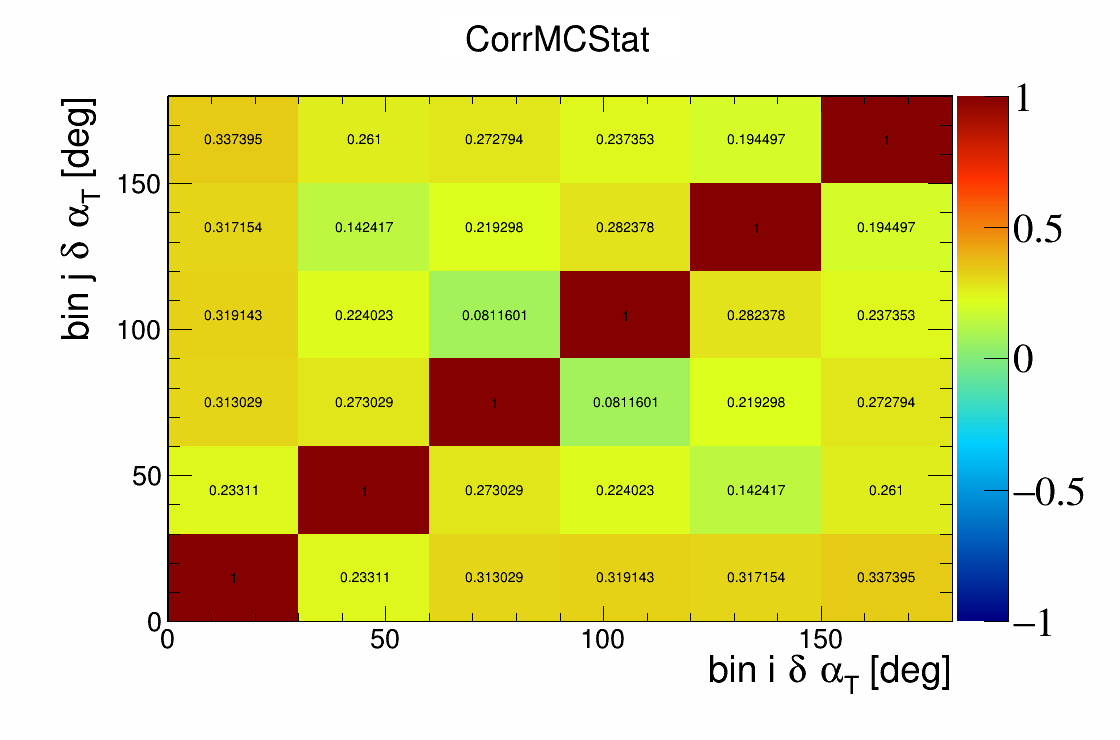 CorrMCStat
bin j δ αT [deg]
150
100
50
0
0.337395 0.261 0.272794 0.237353 0.194497 1
0.317154 0.142417 0.219298 0.282378 1 0.194497
0.319143 0.224023 0.0811601 1 0.282378 0.237353
0.313029 0.273029 1 0.0811601 0.219298 0.272794
0.23311 1 0.273029 0.224023 0.142417 0.261
1 0.23311 0.313029 0.319143 0.317154 0.337395
0 50 100 150
bin i δ αT [deg]
1
0.5
0
−0.5
−1